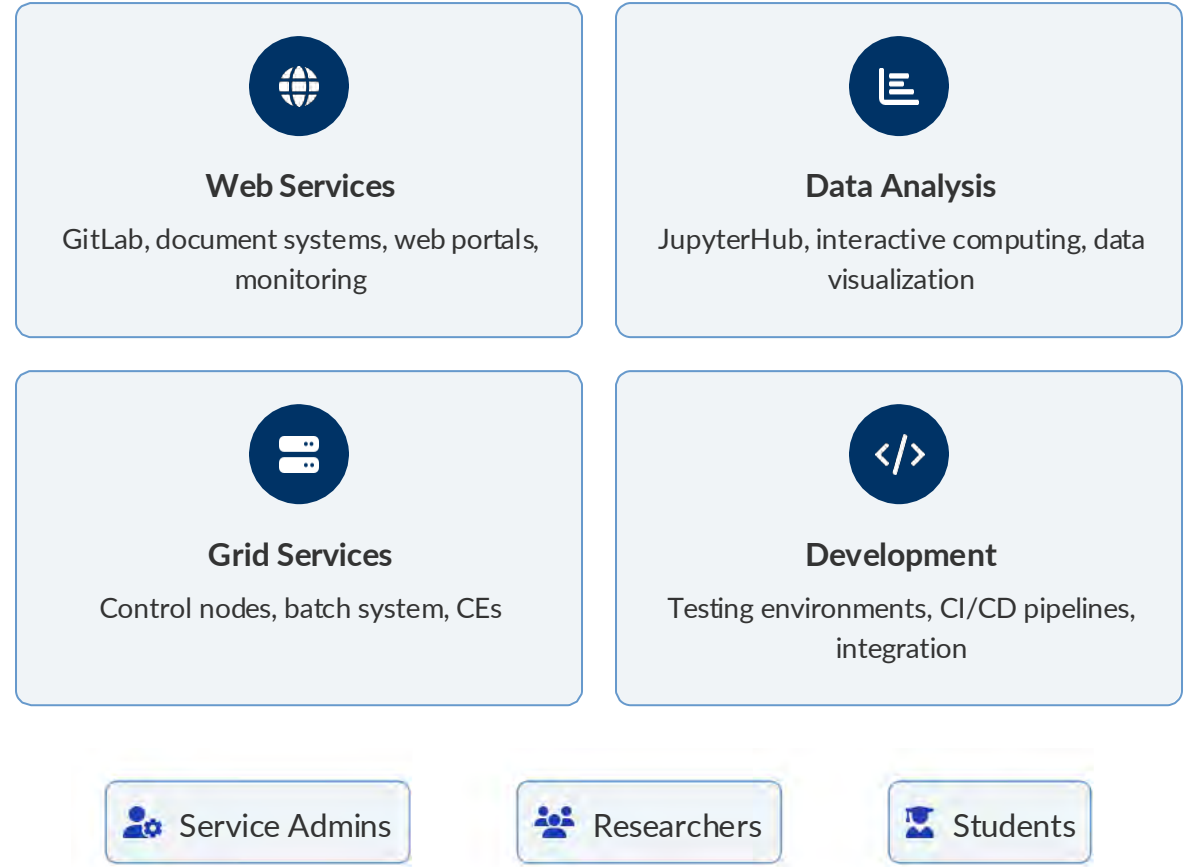 Web Services
GitLab, document systems, web portals,
monitoring
Data Analysis
JupyterHub, interactive computing, data
visualization
Grid Services
Control nodes, batch system, CEs
Development
Testing environments, CI/CD pipelines,
integration
Service Admins
Researchers
Students